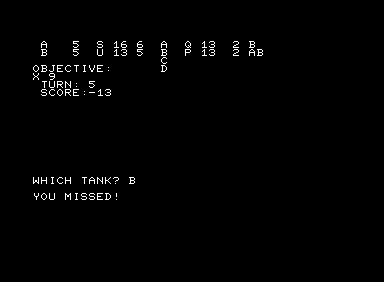 A 5 S 16 6 A Q 13 2 B
B 5 U 13 5 B P 13 2 AB
C
OBJECTIVE: D
X 9
TURN: 5
SCORE:-13
WHICH TANK? B
YOU MISSED!